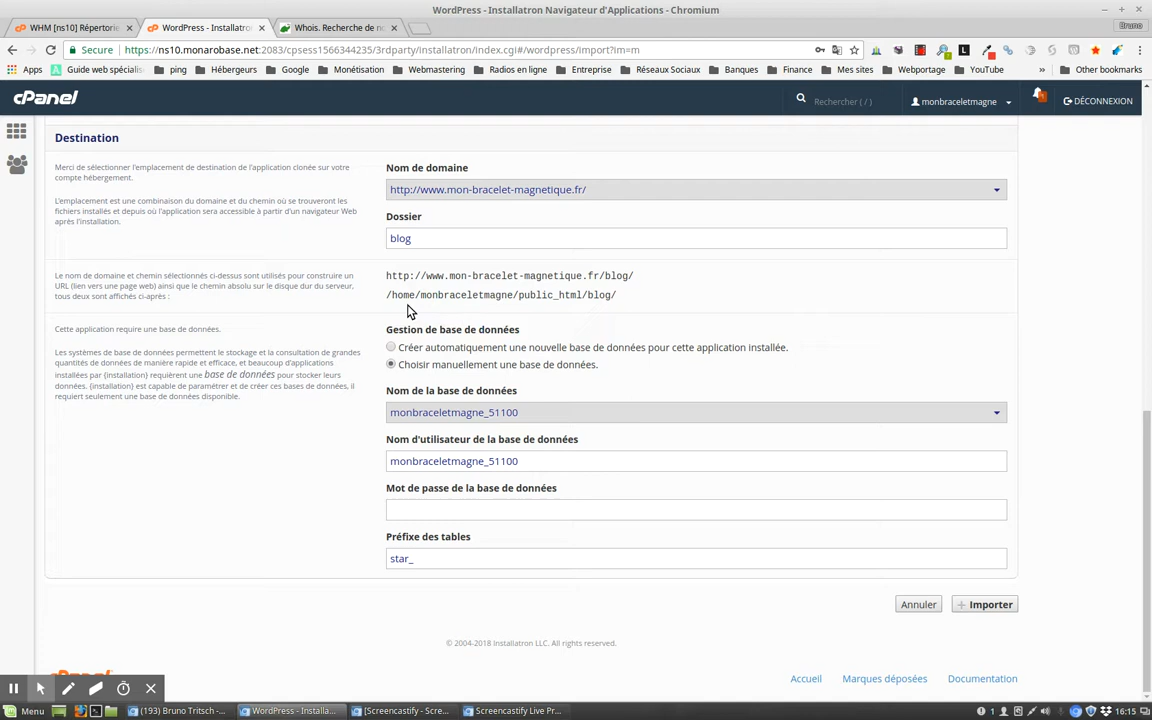 WordPress - Installatron Navigateur d'Applications - Chromium
WHM [ns10] Répertorie
WordPress - Installatro
Whois. Recherche de n
Bruno
Secure
https://ns10.monarobase.net:2083/cpsess1566344235/3rdparty/installatron/index.cgi#/wordpress/import?im=m
Apps
Guide web spécialis
ping
Hébergeurs
Google
Monétisation
Webmastering
Radios en ligne
Entreprise
Réseaux Sociaux
Banques
Finance
Mes sites
Webportage
YouTube
Other bookmarks
cPanel
Rechercher ( / )
monbraceletmagne
DÉCONNEXION
Destination
Merci de sélectionner l'emplacement de destination de l'application clonée sur votre
compte hébergement.
L'emplacement est une combinaison du domaine et du chemin où se trouveront les
fichiers installés et depuis où l'application sera accessible à partir d'un navigateur Web
après l'installation.
Nom de domaine
http://www.mon-bracelet-magnetique.fr/
Dossier
blog
Le nom de domaine et chemin sélectionnés ci-dessus sont utilisés pour construire un
URL (lien vers une page web) ainsi que le chemin absolu sur le disque dur du serveur,
tous deux sont affichés ci-après :
http://www.mon-bracelet-magnetique.fr/blog/
/home/monbraceletmagne/public_html/blog/
Cette application require une base de données.
Les systèmes de base de données permettent le stockage et la consultation de grandes
quantités de données de manière rapide et efficace, et beaucoup d'applications
installées par {installation} requièrent une base de données pour stocker leurs
données. {installation} est capable de paramétrer et de créer ces bases de données, il
requiert seulement une base de données disponible.
Gestion de base de données
Créer automatiquement une nouvelle base de données pour cette application installée.
Choisir manuellement une base de données.
Nom de la base de données
monbraceletmagne_51100
Nom d'utilisateur de la base de données
monbraceletmagne_51100
Mot de passe de la base de données
Préfixe des tables
star_
Annuler
+ Importer
© 2004-2018 Installatron LLC. All rights reserved.
Accueil
Marques déposées
Documentation
Menu
(193) Bruno Tritsch -...
WordPress - Installa...
[Screencastify - Scre...
Screencastify Live Pr...
1
16:15